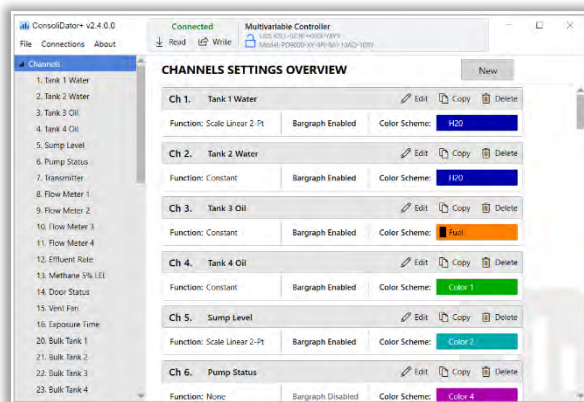 ConsoliDator+ v2.4.0.0
File Connections About
Connected
Read Write
Multivariable Controller
Channels
1. Tank 1 Water
2. Tank 2 Water
3. Tank 3 Oil
4. Tank 4 Oil
5. Sump Level
6. Pump Status
7. Transmitter
8. Flow Meter 1
9. Flow Meter 2
10. Flow Meter 3
11. Flow Meter 4
12. Effluent Rate
13. Methane 5% LEL
14. Door Status
15. Vent Fan
16. Exposure Time
20. Bulk Tank 1
21. Bulk Tank 2
22. Bulk Tank 3
23. Bulk Tank 4
CHANNELS SETTINGS OVERVIEW New
Ch 1. Tank 1 Water Edit Copy Delete
Function: Scale Linear 2-Pt Bargraph Enabled Color Scheme: H20
Ch 2. Tank 2 Water Edit Copy Delete
Function: Constant Bargraph Enabled Color Scheme: H20
Ch 3. Tank 3 Oil Edit Copy Delete
Function: Constant Bargraph Enabled Color Scheme: Fuel
Ch 4. Tank 4 Oil Edit Copy Delete
Function: Constant Bargraph Enabled Color Scheme: Color 1
Ch 5. Sump Level Edit Copy Delete
Function: Scale Linear 2-Pt Bargraph Enabled Color Scheme: Color 2
Ch 6. Pump Status Edit Copy Delete
Function: None Bargraph Disabled Color Scheme: Color 4